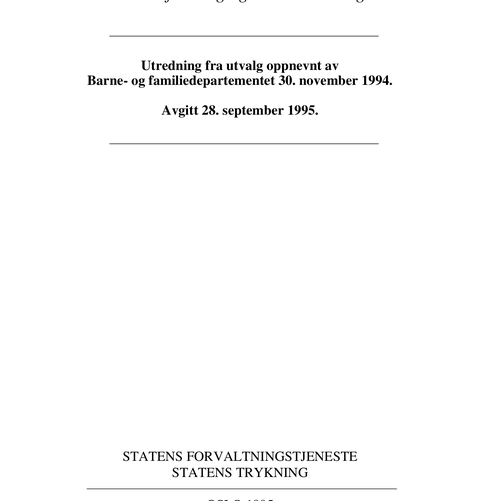 Utredning fra utvalg oppnevnt av
Barne- og familiedepartementet 30. november 1994.
Avgitt 28. september 1995.
STATENS FORVALTNINGSTJENESTE
STATENS TRYKNING